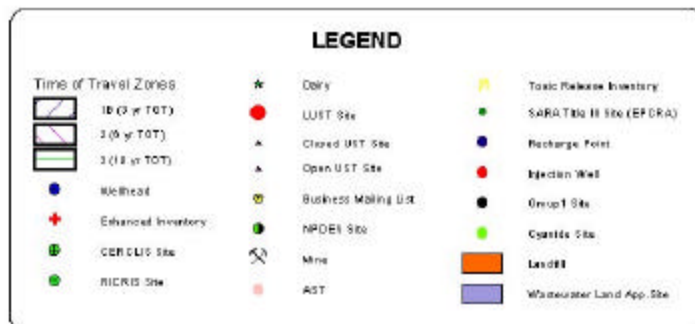 LEGEND
Time of Travel Zones
1B (3 yr TOT)
2 (6 yr TOT)
3 (10 yr TOT)
Wellhead
Enhanced Inventory
CERCLIS Site
RICRIS Site
Dairy
LUST Site
Closed UST Site
Open UST Site
Business Mailing List
NPDES Site
Mine
AST
Toxic Release Inventory
SARA Title III Site (EPCRA)
Recharge Point
Injection Well
Group1 Site
Cyanide Site
Landfill
Wastewater Land App. Site